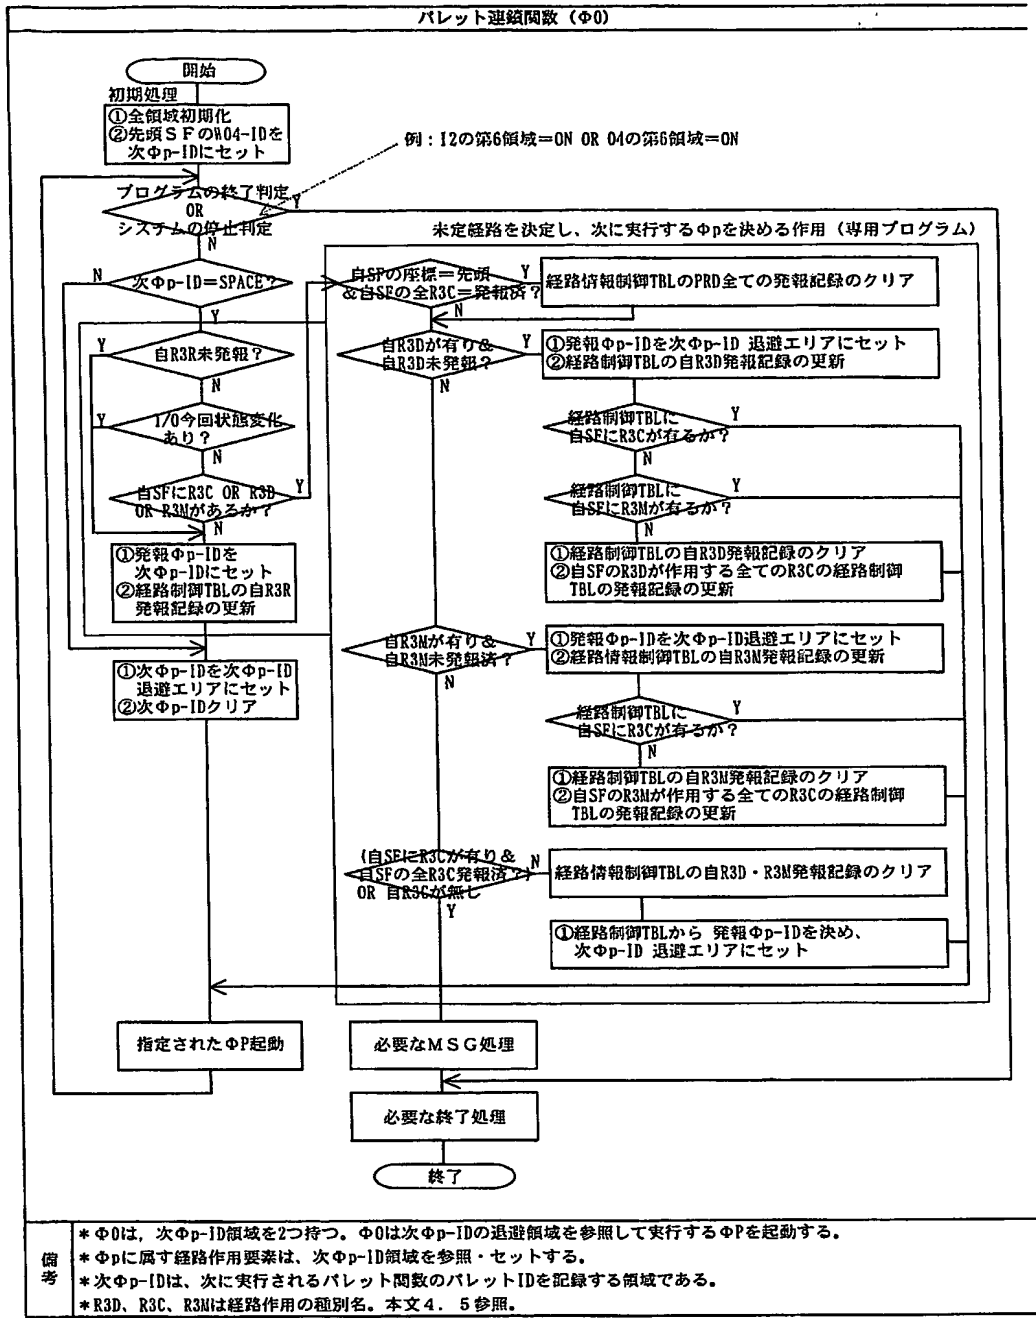 パレット連鎖関数(Φ0)
開始
初期処理
①全領域初期化
②先頭SFのW04-IDを
次Φp-IDにセット
例:I2の第6領域=ON OR O4の第6領域=ON
プログラムの終了判定
OR
システムの停止判定
Y
N
未定経路を決定し、次に実行するΦpを決める作用(専用プログラム)
次Φp-ID=SPACE?
N
Y
自SFの座標=先頭
&自SFの全R3C=発報済?
Y
N
経路情報制御TBLのPRD全ての発報記録のクリア
自R3R未発報?
Y
N
自R3Dが有り&
自R3D未発報?
Y
N
①発報Φp-IDを次Φp-ID 退避エリアにセット
②経路制御TBLの自R3D発報記録の更新
I/O今回状態変化
あり?
Y
N
経路制御TBLに
自SFにR3Cが有るか?
Y
N
自SFにR3C OR R3D
OR R3Mがあるか?
Y
N
経路制御TBLに
自SFにR3Mが有るか?
Y
N
①発報Φp-IDを
次Φp-IDにセット
②経路制御TBLの自R3R
発報記録の更新
①経路制御TBLの自R3D発報記録のクリア
②自SFのR3Dが作用する全てのR3Cの経路制御
TBLの発報記録の更新
自R3Mが有り&
自R3M未発報済?
Y
N
①発報Φp-IDを次Φp-ID退避エリアにセット
②経路情報制御TBLの自R3M発報記録の更新
①次Φp-IDを次Φp-ID
退避エリアにセット
②次Φp-IDクリア
経路制御TBLに
自SFにR3Cが有るか?
Y
N
①経路制御TBLの自R3M発報記録のクリア
②自SFのR3Mが作用する全てのR3Cの経路制御
TBLの発報記録の更新
(自SFにR3Cが有り&
自SFの全R3C発報済?)
OR 自R3Cが無し
N
Y
経路情報制御TBLの自R3D・R3M発報記録のクリア
①経路制御TBLから 発報Φp-IDを決め、
次Φp-ID 退避エリアにセット
指定されたΦP起動
必要なMSG処理
必要な終了処理
終了
備考
*Φ0は,次Φp-ID領域を2つ持つ。Φ0は次Φp-IDの退避領域を参照して実行するΦPを起動する。
*Φpに属す経路作用要素は、次Φp-ID領域を参照・セットする。
*次Φp-IDは、次に実行されるパレット関数のパレットIDを記録する領域である。
*R3D、R3C、R3Mは経路作用の種別名。本文4.5参照。